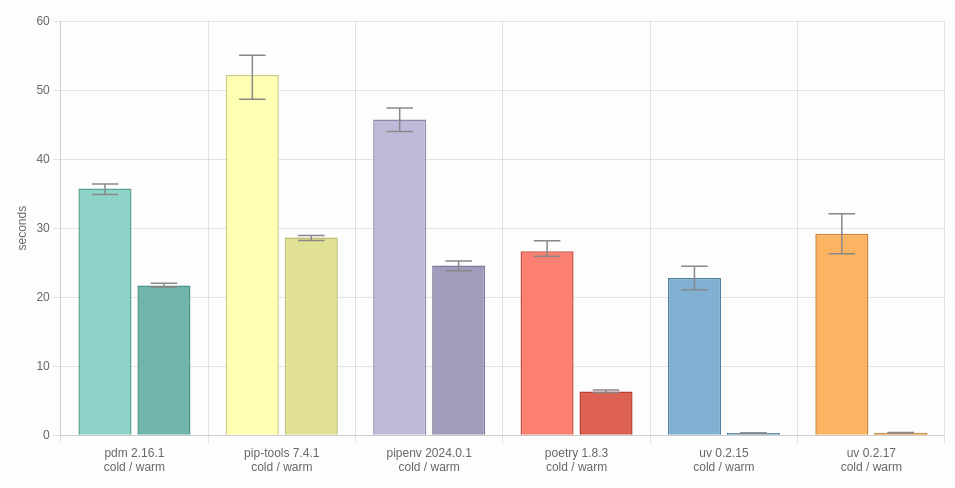 60
50
40
30
20
10
0
seconds
pdm 2.16.1
cold / warm
pip-tools 7.4.1
cold / warm
pipenv 2024.0.1
cold / warm
poetry 1.8.3
cold / warm
uv 0.2.15
cold / warm
uv 0.2.17
cold / warm